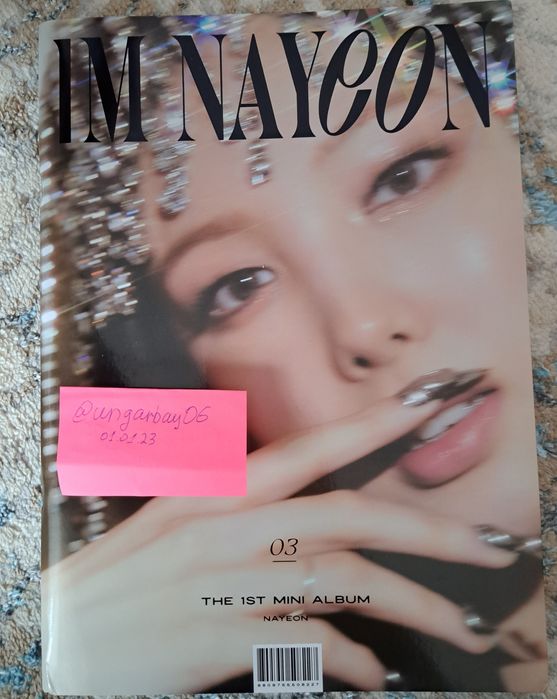 IM NAYEON
@ungarbay06
01.01.23
03
THE 1ST MINI ALBUM
NAYEON